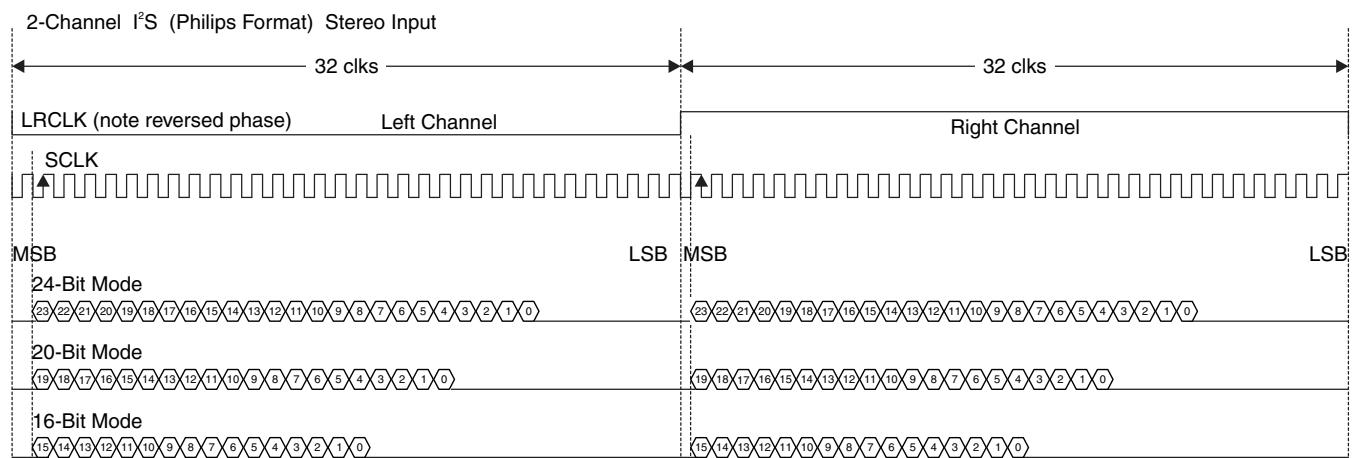 2-Channel I²S (Philips Format) Stereo Input
32 clks 32 clks
LRCLK (note reversed phase) Left Channel Right Channel
SCLK
MSB LSB MSB LSB
24-Bit Mode
23 22 21 20 19 18 17 16 15 14 13 12 11 10 9 8 7 6 5 4 3 2 1 0 23 22 21 20 19 18 17 16 15 14 13 12 11 10 9 8 7 6 5 4 3 2 1 0
20-Bit Mode
19 18 17 16 15 14 13 12 11 10 9 8 7 6 5 4 3 2 1 0 19 18 17 16 15 14 13 12 11 10 9 8 7 6 5 4 3 2 1 0
16-Bit Mode
15 14 13 12 11 10 9 8 7 6 5 4 3 2 1 0 15 14 13 12 11 10 9 8 7 6 5 4 3 2 1 0